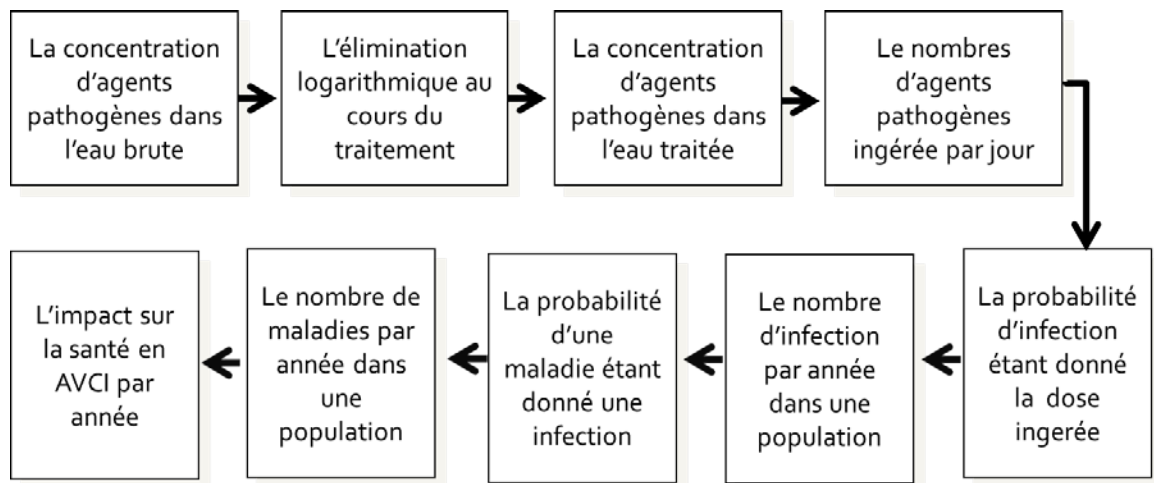 La concentration
d'agents
pathogènes dans
l'eau brute
L'élimination
logarithmique au
cours du
traitement
La concentration
d'agents
pathogènes dans
l'eau traitée
Le nombres
d'agents
pathogènes
ingérée par jour
La probabilité
d'infection
étant donné
la dose
ingerée
Le nombre
d'infection
par année
dans une
population
La probabilité
d'une
maladie étant
donné une
infection
Le nombre de
maladies par
année dans
une
population
L'impact sur
la santé en
AVCI par
année